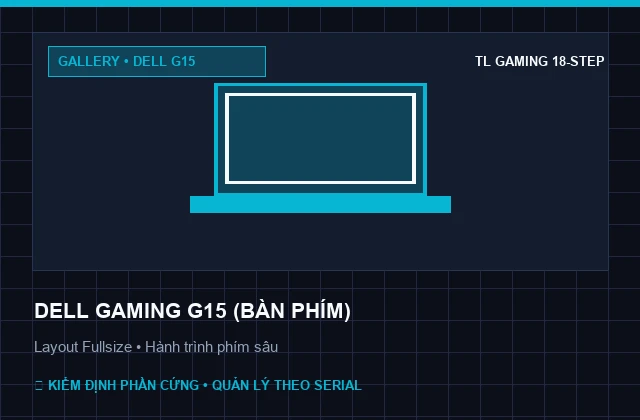 GALLERY • DELL G15
TL GAMING 18-STEP
DELL GAMING G15 (BÀN PHÍM)
Layout Fullsize • Hành trình phím sâu
KIỂM ĐỊNH PHẦN CỨNG • QUẢN LÝ THEO SERIAL